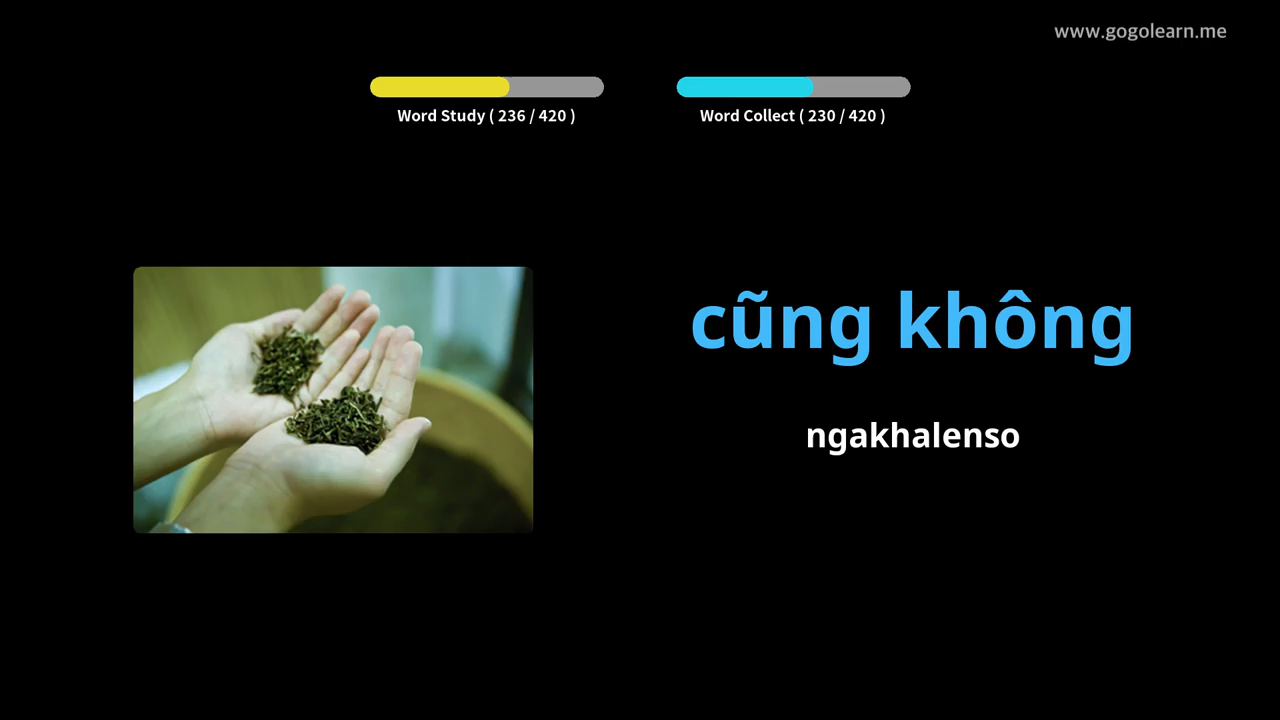 www.gogolearn.me
Word Study ( 236 / 420 )
Word Collect ( 230 / 420 )
cũng không
ngakhalenso